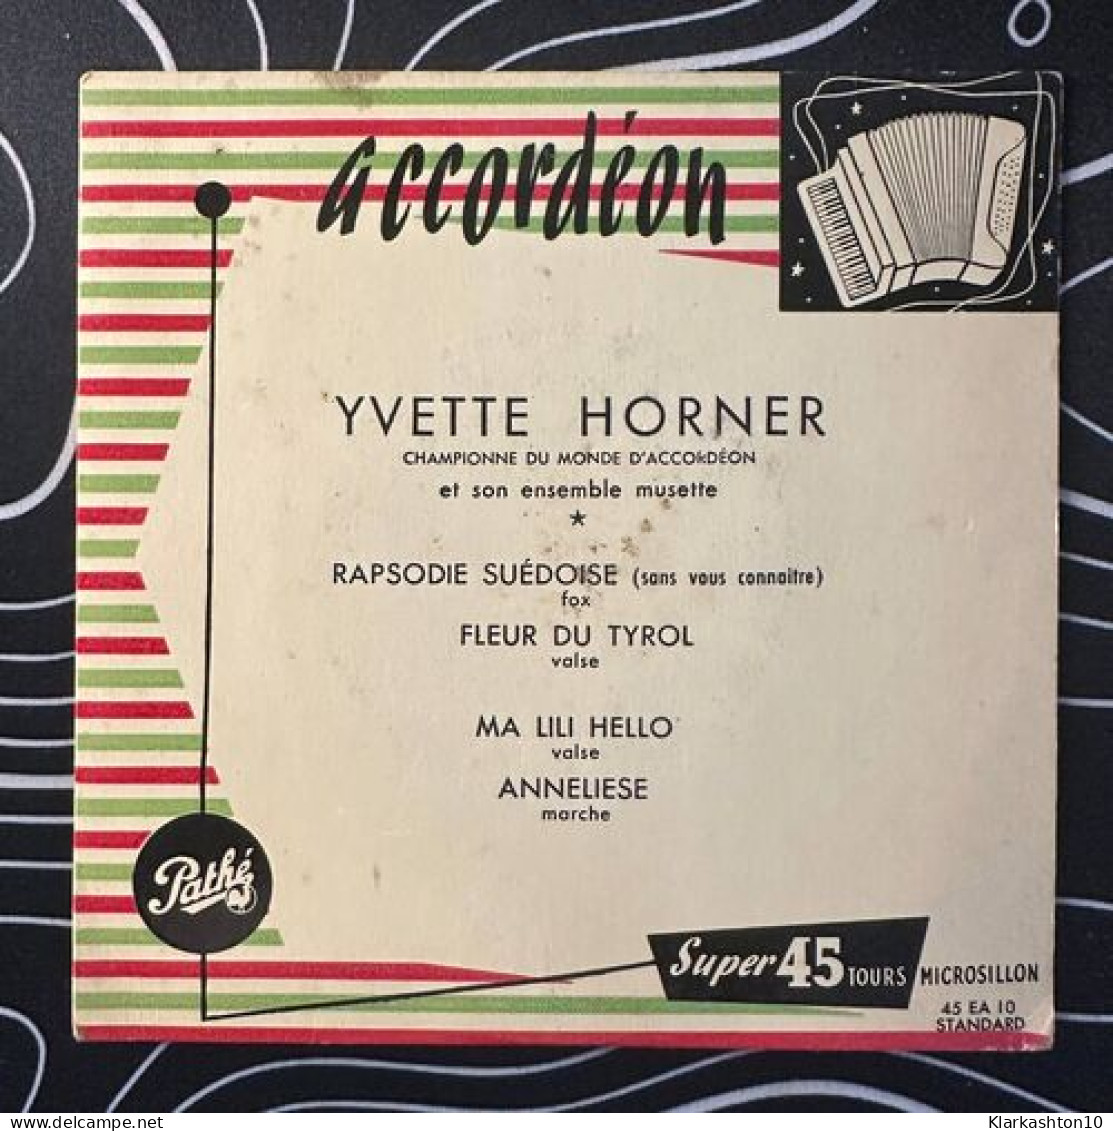 accordéon
YVETTE HORNER
CHAMPIONNE DU MONDE D'ACCORDÉON
et son ensemble musette
★
RAPSODIE SUÉDOISE (sans vous connaitre)
fox
FLEUR DU TYROL
valse
MA LILI HELLO
valse
ANNELIESE
marche
Pathé
Super 45 TOURS MICROSILLON
45 EA 10
STANDARD
www.delcampe.net
Klarkashton10